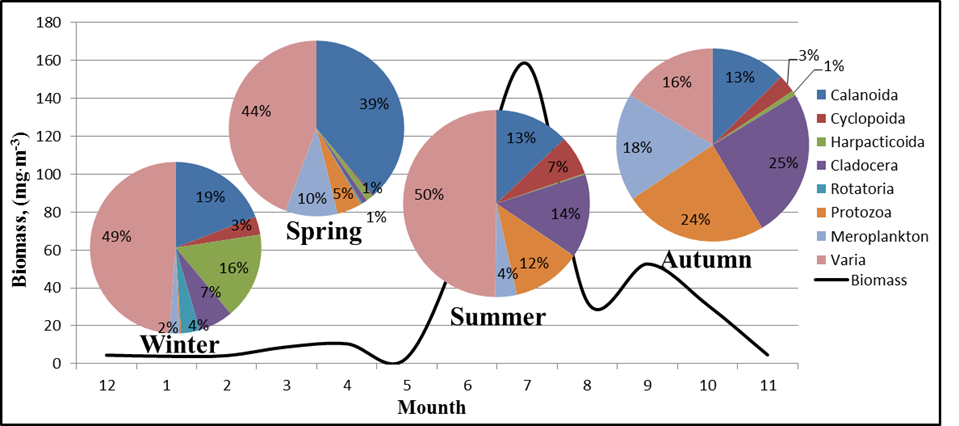 180
160
140
120
100
80
60
40
20
0
Biomass, (mg·m-³)
12 1 2 3 4 5 6 7 8 9 10 11
Mounth
19%
3%
16%
7%
4%
2%
49%
Winter
39%
1%
1%
5%
10%
44%
Spring
13%
7%
14%
12%
4%
50%
Summer
13%
3%
1%
25%
24%
18%
16%
Autumn
Calanoida
Cyclopoida
Harpacticoida
Cladocera
Rotatoria
Protozoa
Meroplankton
Varia
Biomass